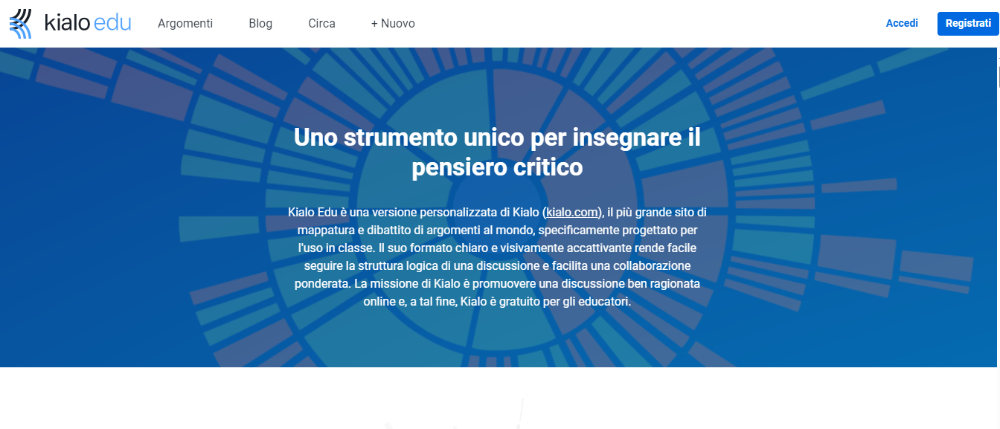 kialo edu
Argomenti
Blog
Circa
+ Nuovo
Accedi
Registrati
Uno strumento unico per insegnare il
pensiero critico
Kialo Edu è una versione personalizzata di Kialo (kialo.com), il più grande sito di
mappatura e dibattito di argomenti al mondo, specificamente progettato per
l'uso in classe. Il suo formato chiaro e visivamente accattivante rende facile
seguire la struttura logica di una discussione e facilita una collaborazione
ponderata. La missione di Kialo è promuovere una discussione ben ragionata
online e, a tal fine, Kialo è gratuito per gli educatori.